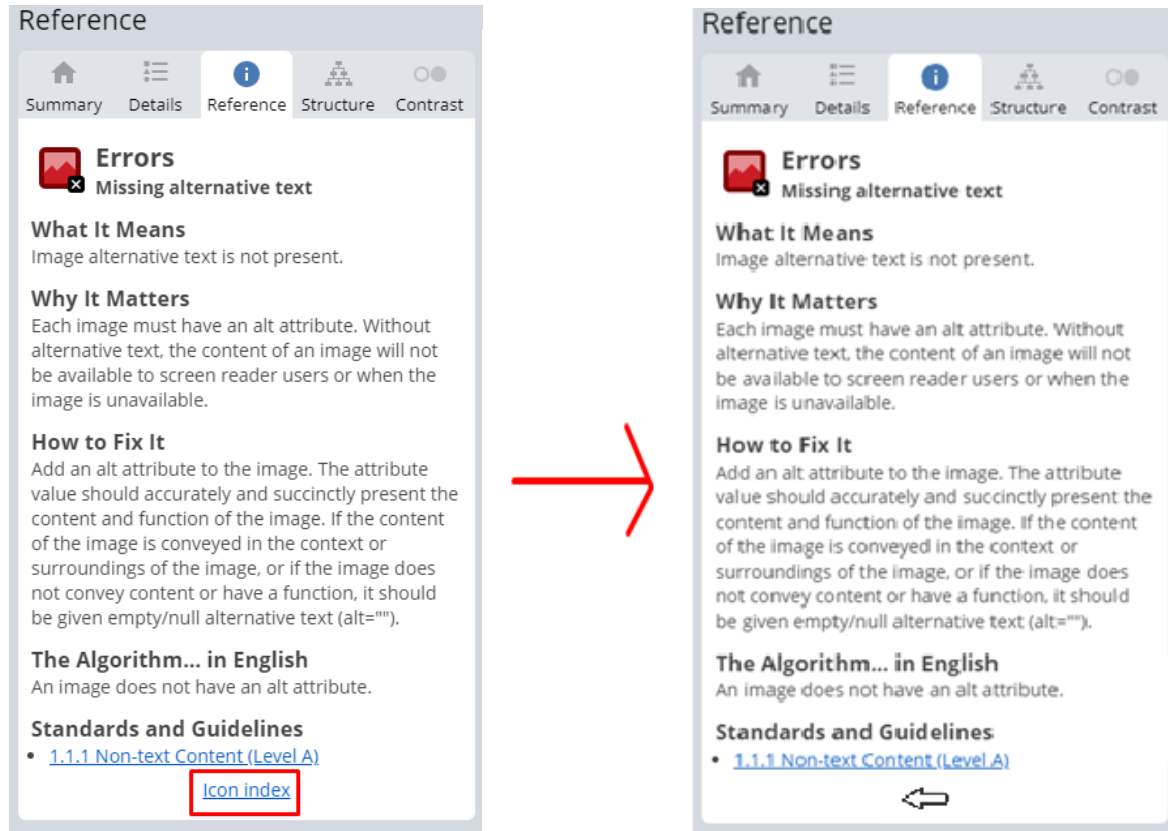 Reference
Summary Details Reference Structure Contrast
Errors
Missing alternative text
What It Means
Image alternative text is not present.
Why It Matters
Each image must have an alt attribute. Without
alternative text, the content of an image will not
be available to screen reader users or when the
image is unavailable.
How to Fix It
Add an alt attribute to the image. The attribute
value should accurately and succinctly present the
content and function of the image. If the content
of the image is conveyed in the context or
surroundings of the image, or if the image does
not convey content or have a function, it should
be given empty/null alternative text (alt="").
The Algorithm... in English
An image does not have an alt attribute.
Standards and Guidelines
• 1.1.1 Non-text Content (Level A)
Icon index
Reference
Summary Details Reference Structure Contrast
Errors
Missing alternative text
What It Means
Image alternative text is not present.
Why It Matters
Each image must have an alt attribute. Without
alternative text, the content of an image will not
be available to screen reader users or when the
image is unavailable.
How to Fix It
Add an alt attribute to the image. The attribute
value should accurately and succinctly present the
content and function of the image. If the content
of the image is conveyed in the context or
surroundings of the image, or if the image does
not convey content or have a function, it should
be given empty/null alternative text (alt="").
The Algorithm... in English
An image does not have an alt attribute.
Standards and Guidelines
• 1.1.1 Non-text Content (Level A)